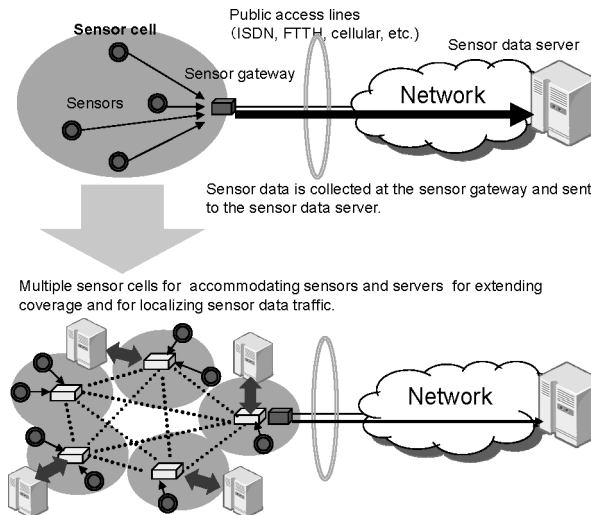 Public access lines
(ISDN, FTTH, cellular, etc.)
Sensor cell
Sensor data server
Sensor gateway
Sensors
Network
Sensor data is collected at the sensor gateway and sent
to the sensor data server.
Multiple sensor cells for accommodating sensors and servers for extending
coverage and for localizing sensor data traffic.
Network